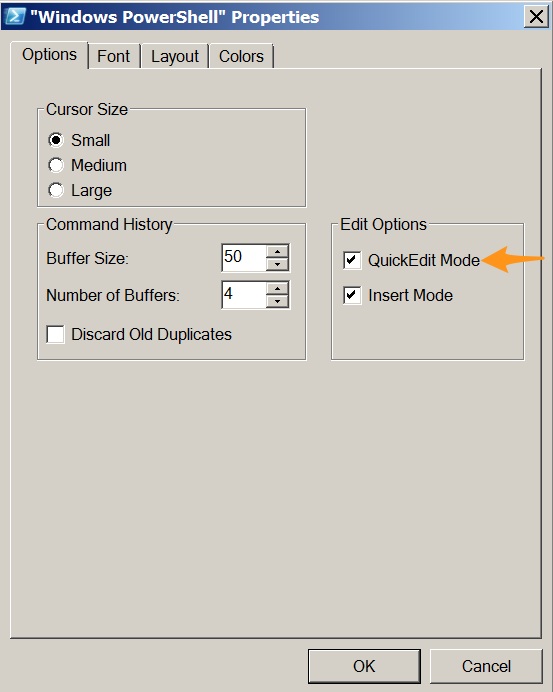 "Windows PowerShell" Properties
Options Font Layout Colors
Cursor Size
Small
Medium
Large
Command History
Buffer Size: 50
Number of Buffers: 4
Discard Old Duplicates
Edit Options
QuickEdit Mode
Insert Mode
OK Cancel